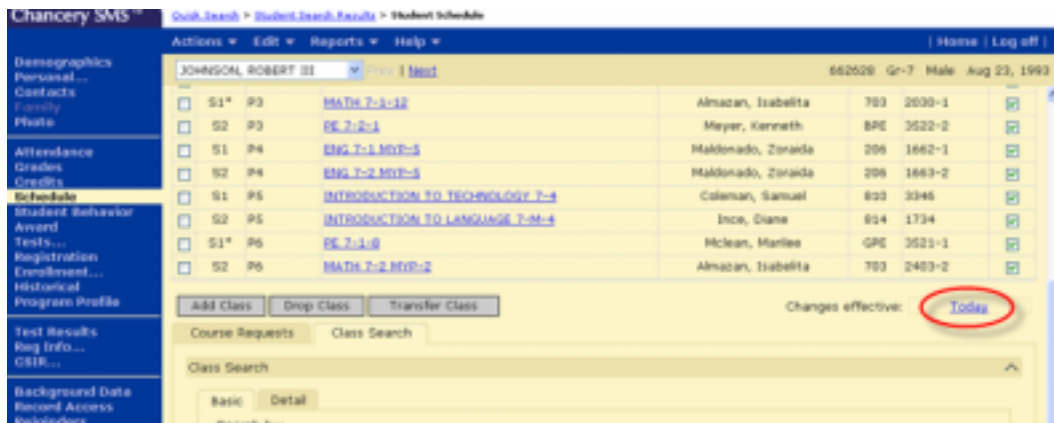 Chancery SMS™
Quick Search > Student Search Results > Student Schedule
Actions Edit Reports Help | Home | Log off |
JOHNSON, ROBERT III Prev | Next 662628 Gr-7 Male Aug 23, 1993
Demographics
Personal...
Contacts
Family
Photo
Attendance
Grades
Credits
Schedule
Student Behavior
Award
Tests...
Registration
Enrollment...
Historical
Program Profile
Test Results
Reg Info...
GSIR...
Background Data
Record Access
Rejoinders
S1* P3 MATH 7-1-12 Almazan, Isabelita 703 2030-1
S2 P3 PE 7-2-1 Meyer, Kenneth BPE 3522-2
S1 P4 ENG 7-1 MYP-5 Maldonado, Zoraida 206 1662-1
S2 P4 ENG 7-2 MYP-5 Maldonado, Zoraida 206 1663-2
S1 P5 INTRODUCTION TO TECHNOLOGY 7-4 Coleman, Samuel 810 3346
S2 P5 INTRODUCTION TO LANGUAGE 7-M-4 Ince, Diane 814 1734
S1* P6 PE 7-1-8 Mclean, Marilee GPE 3521-1
S2 P6 MATH 7-2 MYP-2 Almazan, Isabelita 703 2403-2
Add Class Drop Class Transfer Class Changes effective: Today
Course Requests Class Search
Class Search
Basic Detail